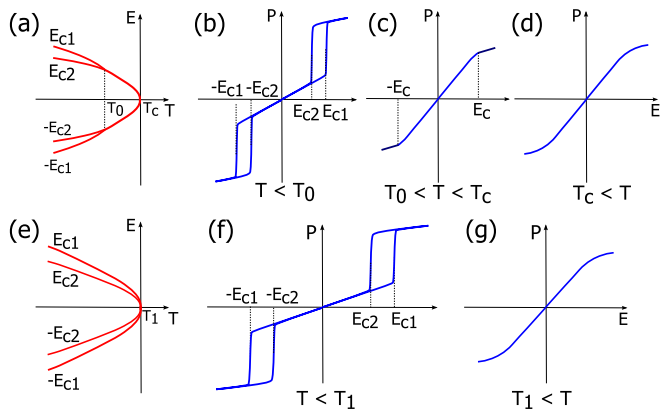 (a)
E
Ec1
Ec2
T0
Tc
T
-Ec2
-Ec1
(b)
P
-Ec1
-Ec2
Ec2
Ec1
T < T0
(c)
P
-Ec
Ec
T0 < T < Tc
(d)
P
E
Tc < T
(e)
E
Ec1
Ec2
T1
T
-Ec2
-Ec1
(f)
P
-Ec1
-Ec2
Ec2
Ec1
T < T1
(g)
P
E
T1 < T